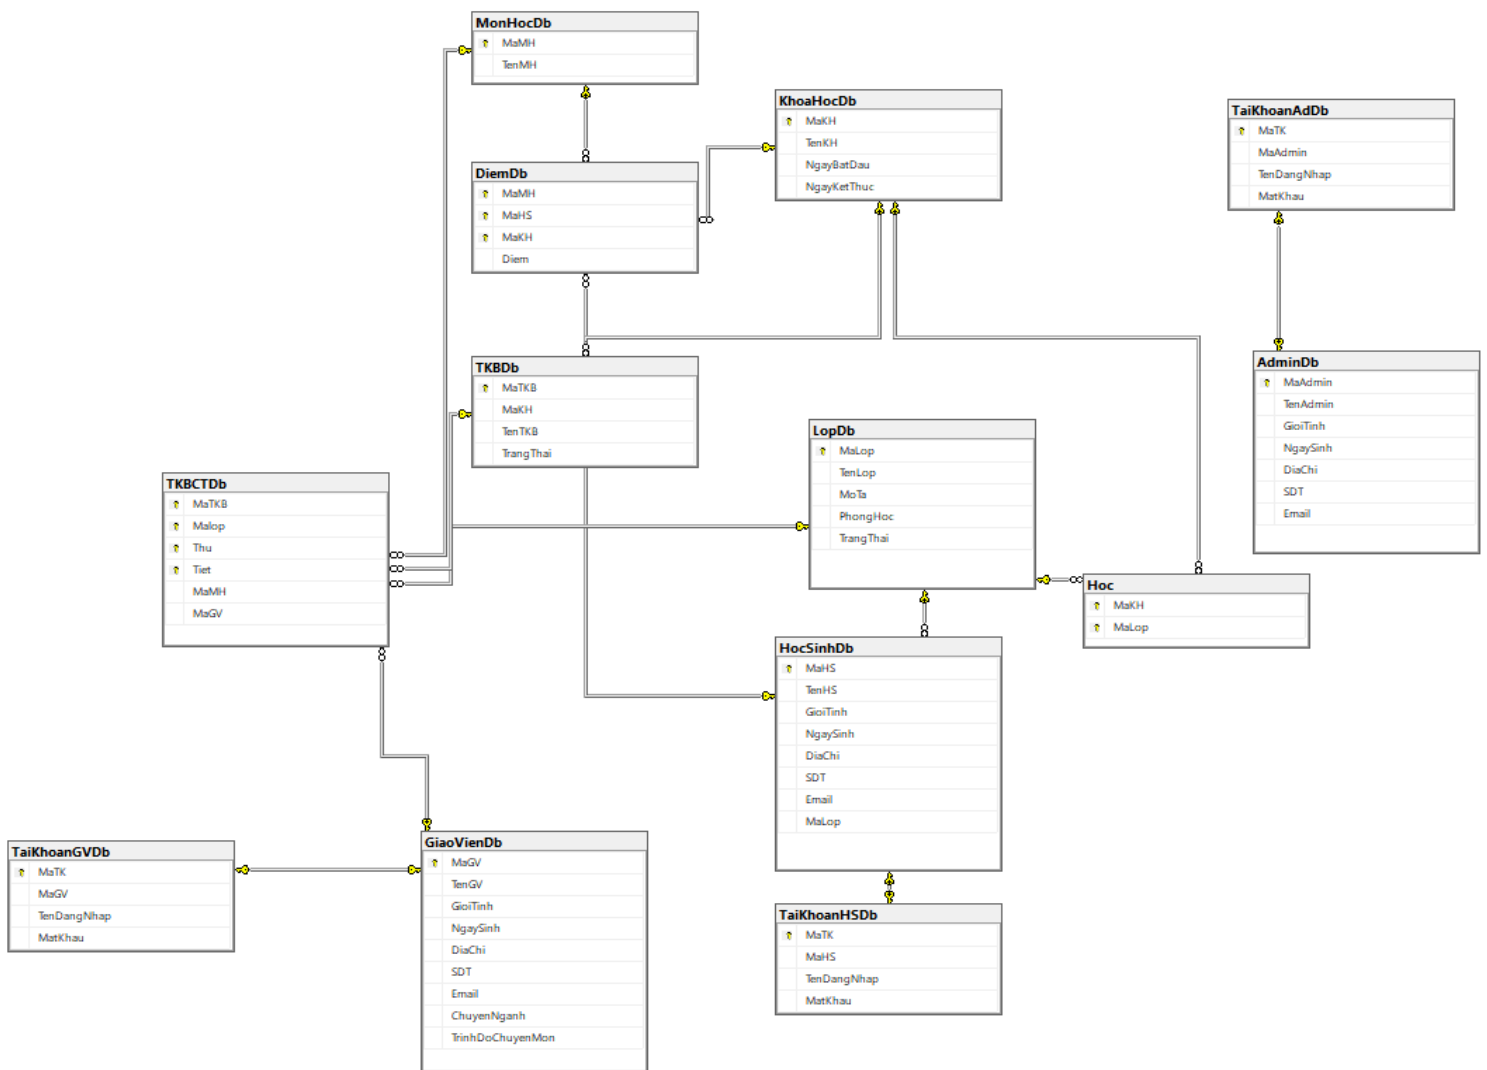 MonHocDb
MaMH
TenMH
KhoaHocDb
MaKH
TenKH
NgayBatDau
NgayKetThuc
TaiKhoanAdDb
MaTK
MaAdmin
TenDangNhap
MatKhau
DiemDb
MaMH
MaHS
MaKH
Diem
TKBDb
MaTKB
MaKH
TenTKB
TrangThai
AdminDb
MaAdmin
TenAdmin
GioiTinh
NgaySinh
DiaChi
SDT
Email
LopDb
MaLop
TenLop
MoTa
PhongHoc
TrangThai
TKBCTDb
MaTKB
Malop
Thu
Tiet
MaMH
MaGV
Hoc
MaKH
MaLop
HocSinhDb
MaHS
TenHS
GioiTinh
NgaySinh
DiaChi
SDT
Email
MaLop
TaiKhoanGVDb
MaTK
MaGV
TenDangNhap
MatKhau
GiaoVienDb
MaGV
TenGV
GioiTinh
NgaySinh
DiaChi
SDT
Email
ChuyenNganh
TrinhDoChuyenMon
TaiKhoanHSDb
MaTK
MaHS
TenDangNhap
MatKhau